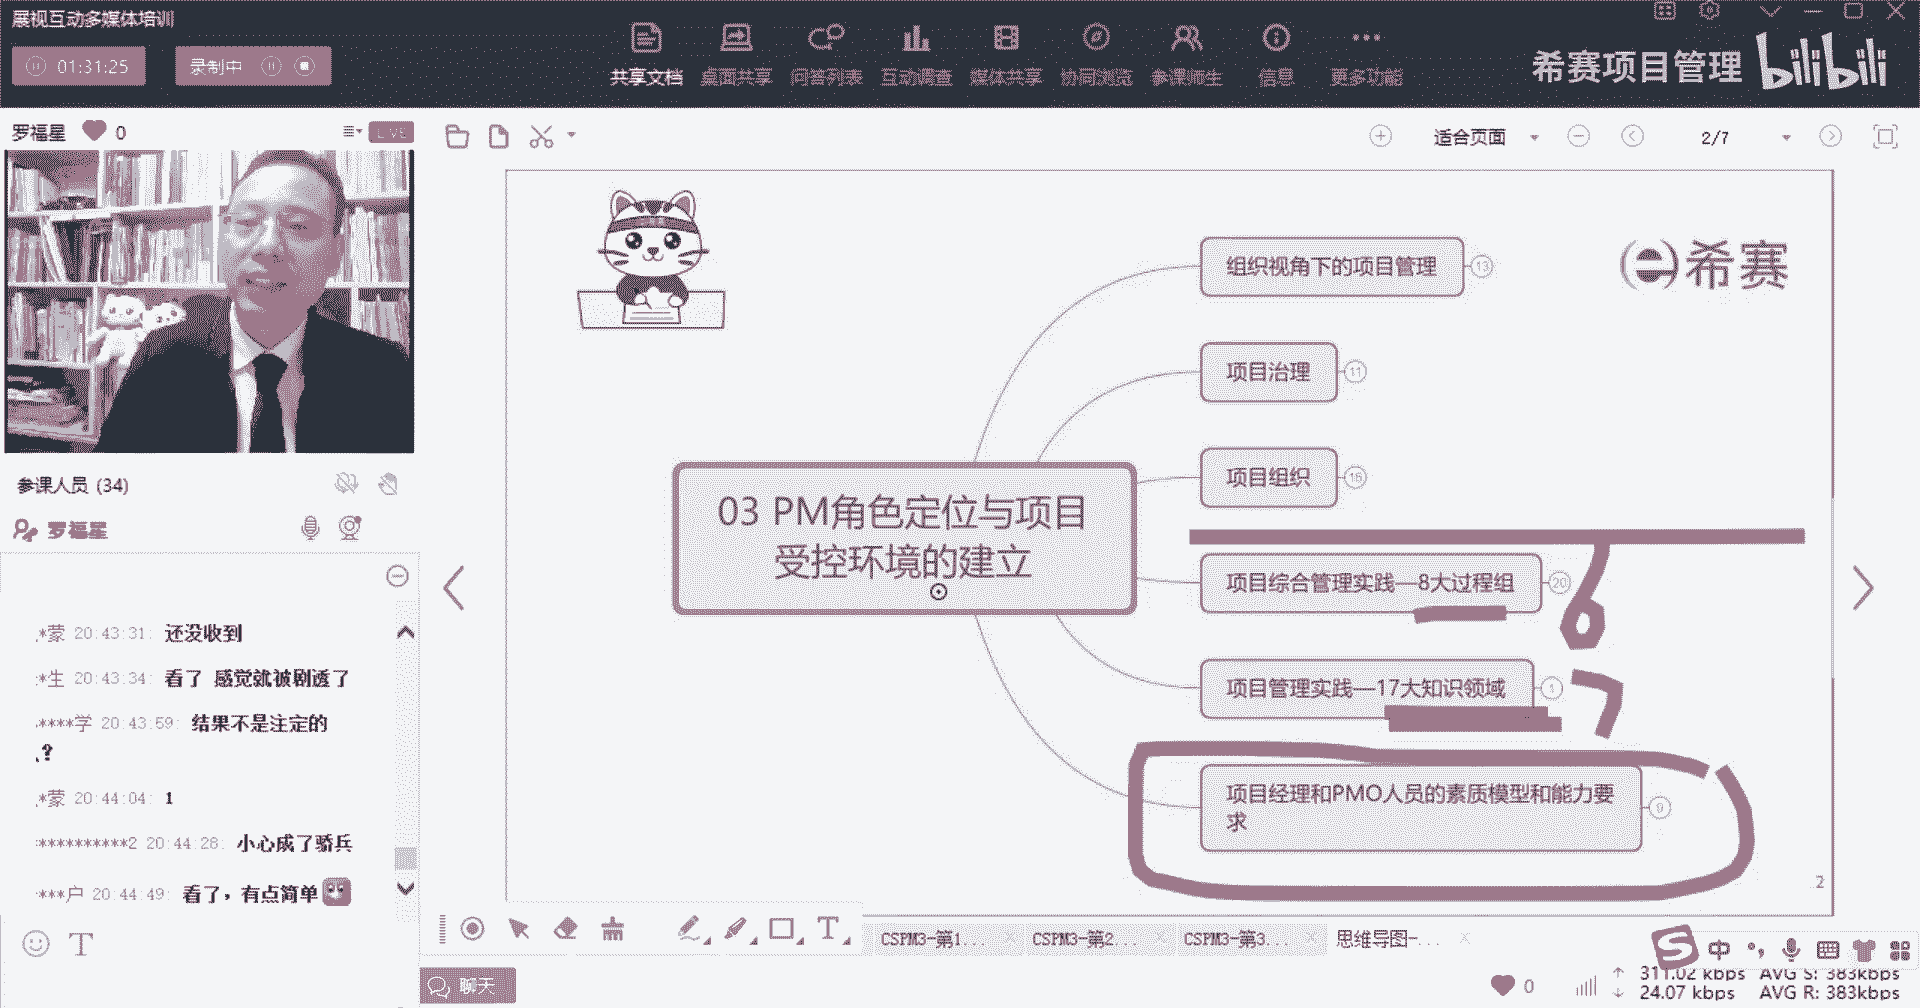 展视互动多媒体培训
01:31:25
录制中
共享文档
桌面共享
问答列表
互动调查
媒体共享
协同浏览
参课师生
信息
更多功能
希赛项目管理
bilibili
罗福星
0
LIVE
适合页面
2/7
参课人员 (34)
罗福星
*蒙 20:43:31: 还没收到
*生 20:43:34: 看了 感觉就被剧透了
****学 20:43:59: 结果不是注定的
?
*蒙 20:44:04: 1
**********2 20:44:28: 小心成了骄兵
***户 20:44:49: 看了，有点简单
T
聊天
希赛
03 PM角色定位与项目
受控环境的建立
组织视角下的项目管理
13
项目治理
11
项目组织
16
项目综合管理实践—8大过程组
20
项目管理实践—17大知识领域
1
7
项目经理和PMO人员的素质模型和能力要
求
9
2
T
CSPM3-第1...
CSPM3-第2...
CSPM3-第3...
思维导图-...
S
中
0
311.02 kbps
AVG S: 383kbps
24.07 kbps
AVG R: 383kbps